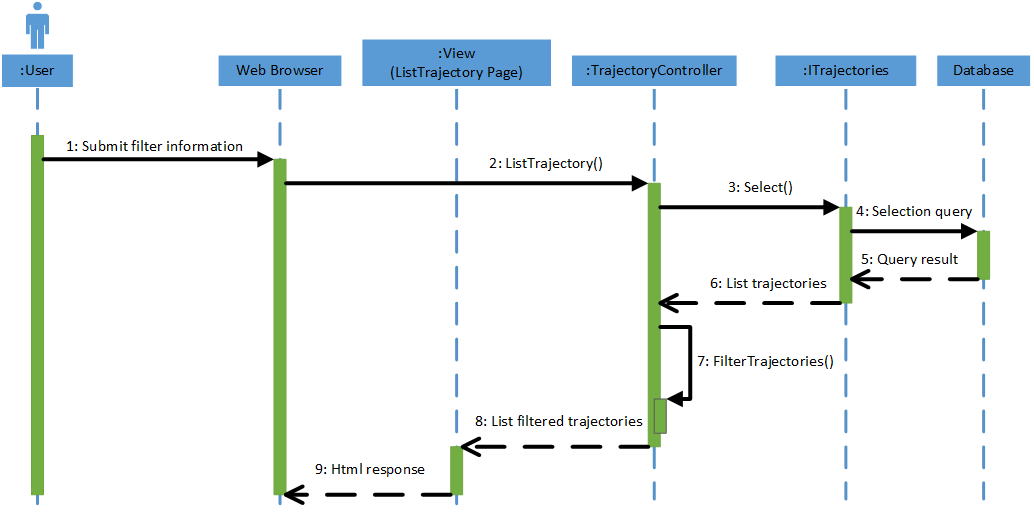 :User
Web Browser
:View
(ListTrajectory Page)
:TrajectoryController
:ITrajectories
Database
1: Submit filter information
2: ListTrajectory()
3: Select()
4: Selection query
5: Query result
6: List trajectories
7: FilterTrajectories()
8: List filtered trajectories
9: Html response